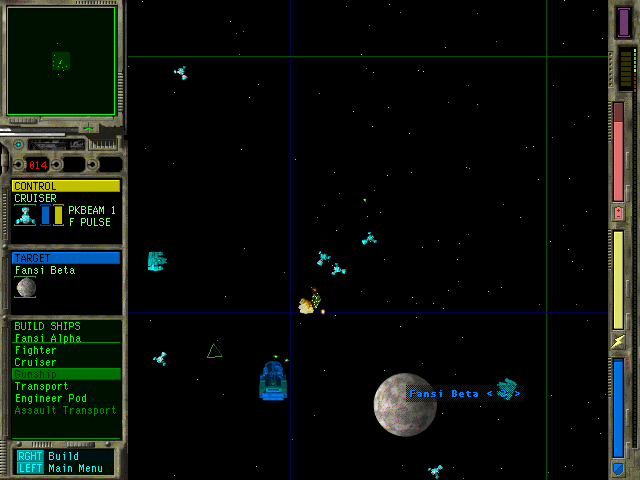 014
CONTROL
CRUISER
PKBEAM 1
F PULSE
TARGET
Fansi Beta
BUILD SHIPS
Fansi Alpha
Fighter
Cruiser
Gunship
Transport
Engineer Pod
Assault Transport
RGHT Build
LEFT Main Menu
Fansi Beta < >